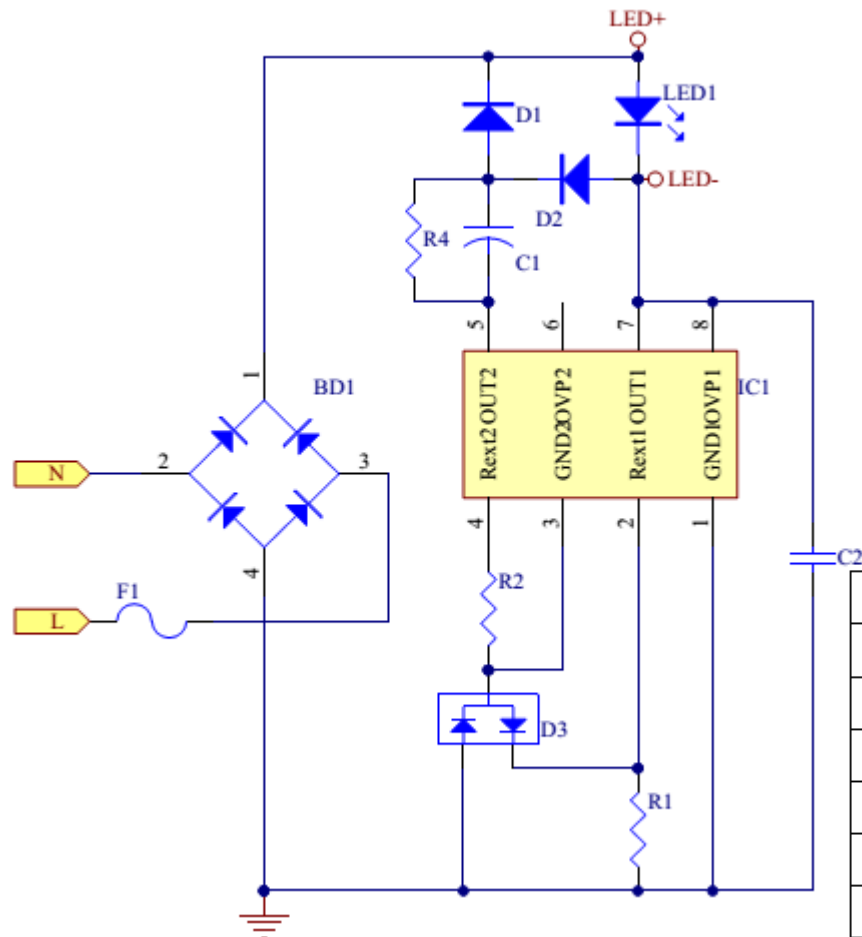 LED+
LED1
D1
LED-
D2
R4
C1
5
6
7
8
Rext2 OUT2
GND2OVP2
Rext1 OUT1
GND1OVP1
IC1
1
BD1
N
2
3
4
3
2
1
4
F1
L
R2
C2
D3
R1